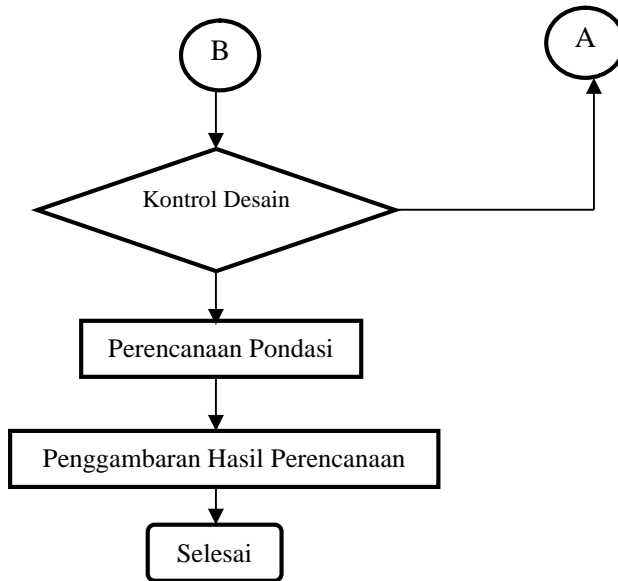 B
A
Kontrol Desain
Perencanaan Pondasi
Penggambaran Hasil Perencanaan
Selesai